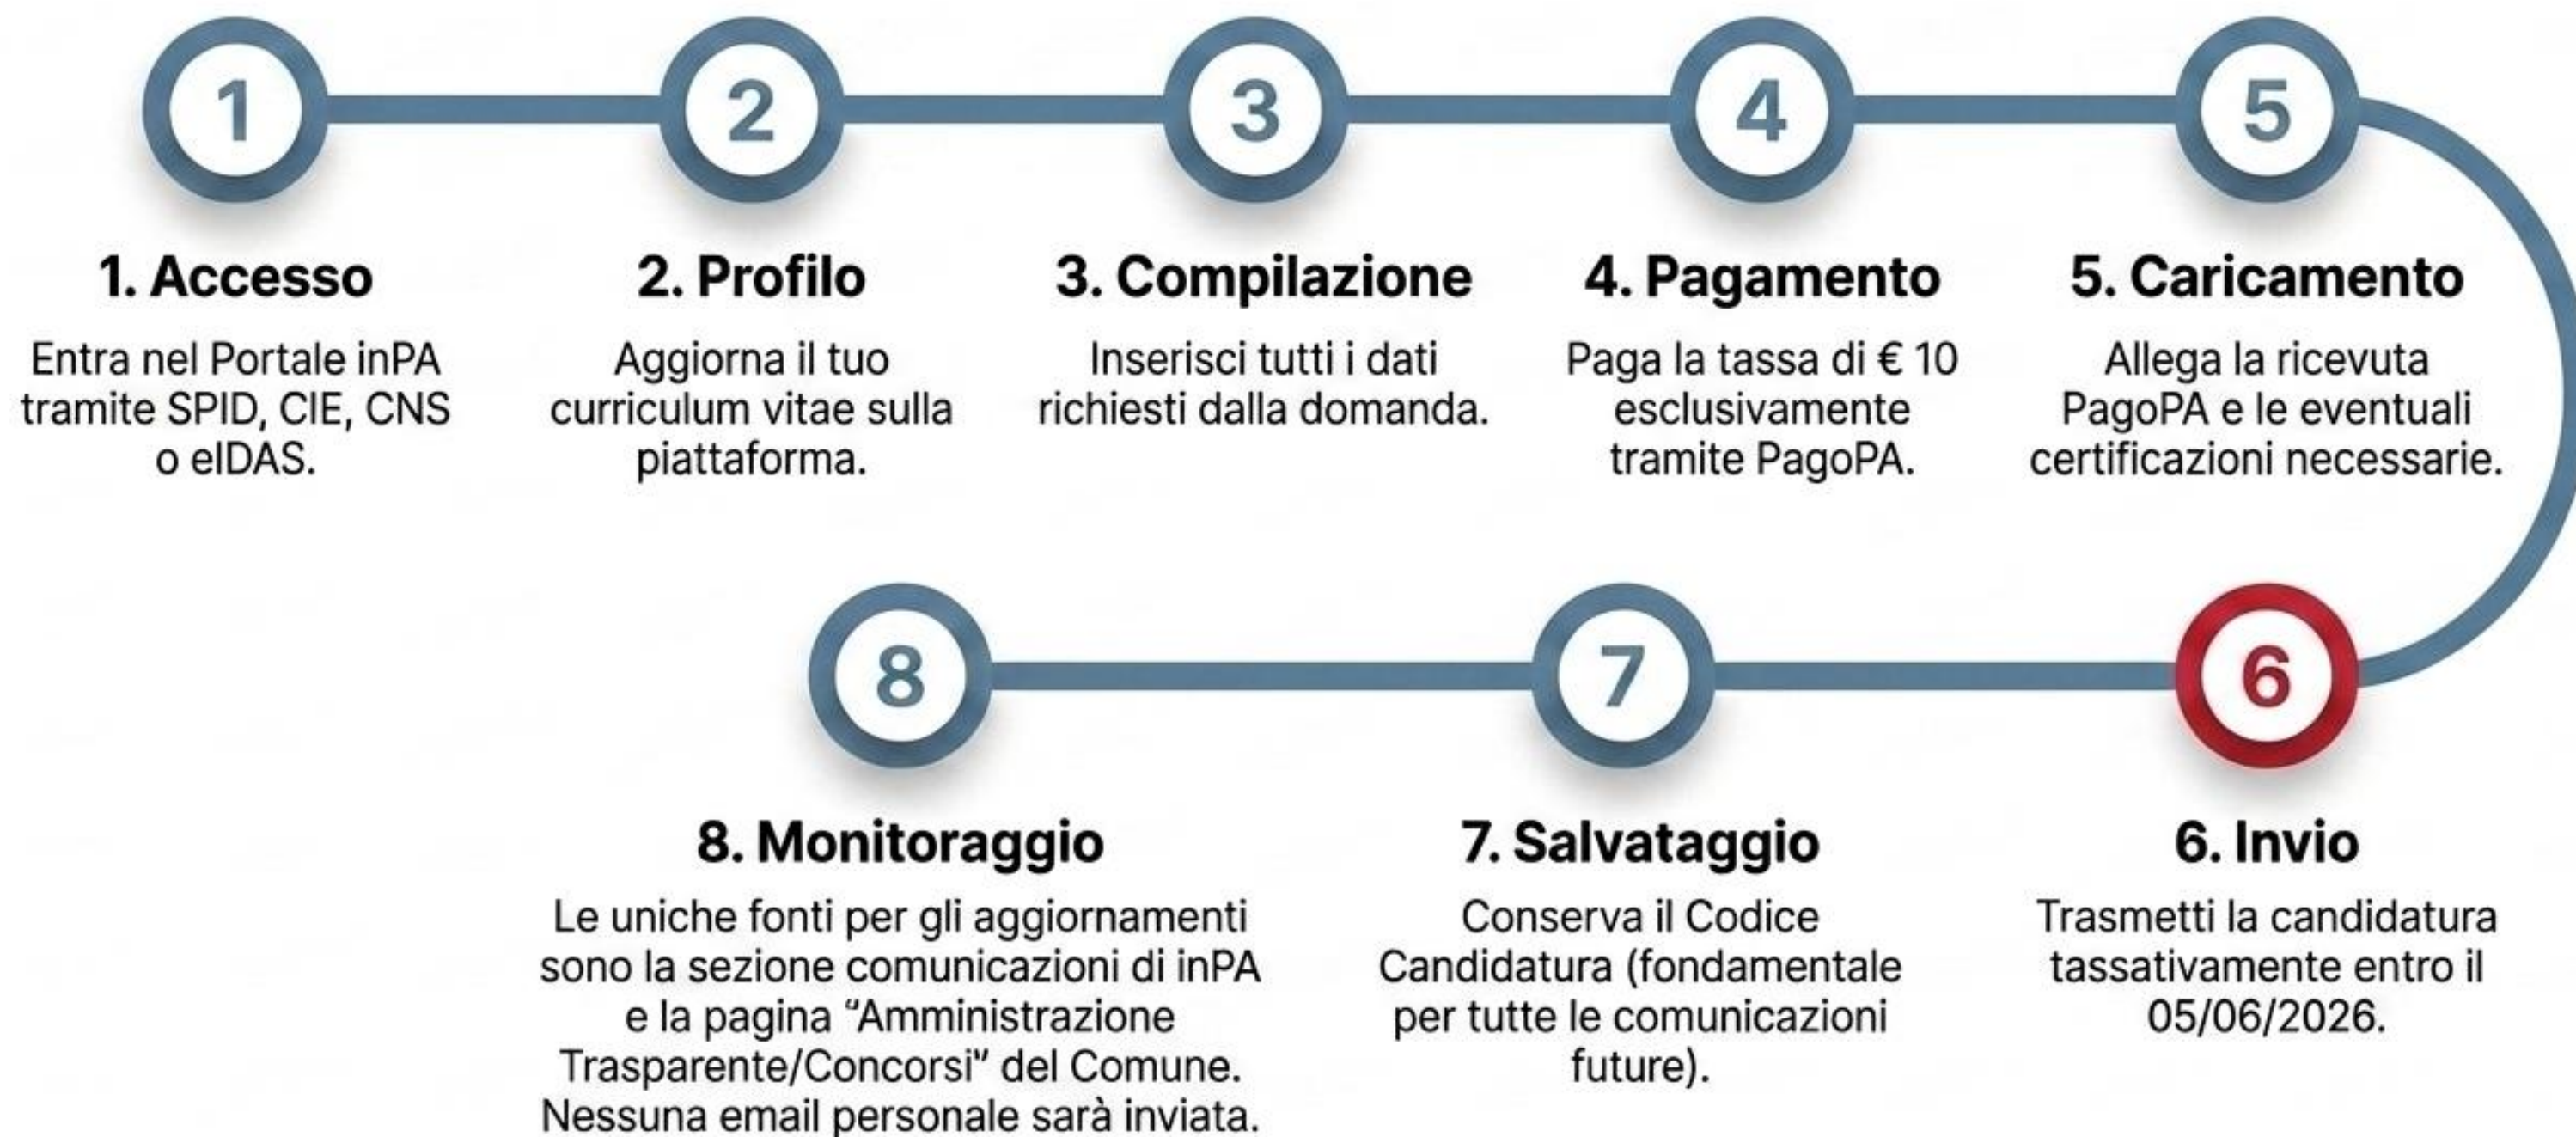 1
2
3
4
5
1. Accesso
Entra nel Portale inPA
tramite SPID, CIE, CNS
o eIDAS.
2. Profilo
Aggiorna il tuo
curriculum vitae sulla
piattaforma.
3. Compilazione
Inserisci tutti i dati
richiesti dalla domanda.
4. Pagamento
Paga la tassa di € 10
esclusivamente
tramite PagoPA.
5. Caricamento
Allega la ricevuta
PagoPA e le eventuali
certificazioni necessarie.
6
6. Invio
Trasmetti la candidatura
tassativamente entro il
05/06/2026.
7
7. Salvataggio
Conserva il Codice
Candidatura (fondamentale
per tutte le comunicazioni
future).
8
8. Monitoraggio
Le uniche fonti per gli aggiornamenti
sono la sezione comunicazioni di inPA
e la pagina “Amministrazione
Trasparente/Concorsi” del Comune.
Nessuna email personale sarà inviata.